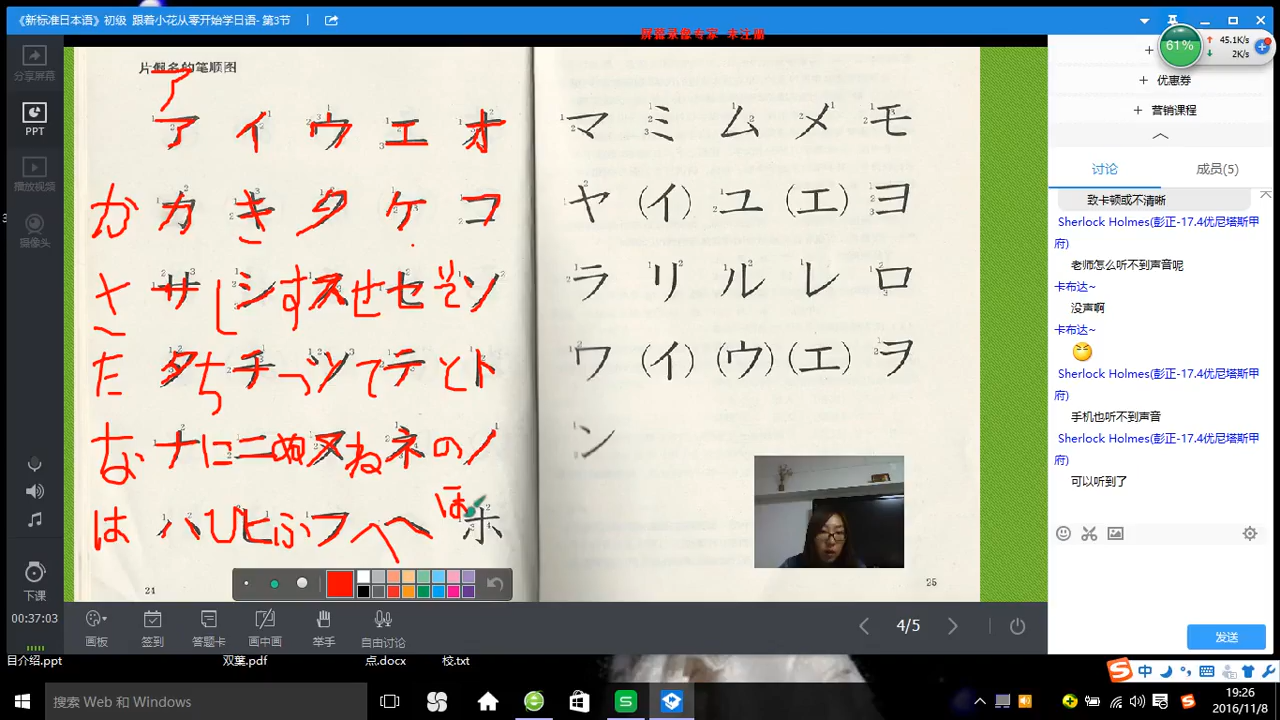 《新标准日本语》初级 跟着小花从零开始学日语- 第3节
屏幕录像专家 未注册
61%
45.1K/s
2K/s
分享屏幕
PPT
播放视频
摄像头
下课
00:37:03
片假名的笔顺图
ア
ア イ ウ エ オ
か カ キ ク ケ コ
さ サ し シ す ス せ セ そ ソ
た タ ち チ つ ツ て テ と ト
な ナ に ニ ぬ ヌ ね ネ の ノ
は ハ ひ ヒ ふ フ へ ヘ ほ ホ
24
マ ミ ム メ モ
ヤ (イ) ユ (エ) ヨ
ラ リ ル レ ロ
ワ (イ) (ウ) (エ) ヲ
ン
25
画板
签到
答题卡
画中画
举手
自由讨论
4/5
优惠券
营销课程
讨论
成员(5)
致卡顿或不清晰
Sherlock Holmes(彭正-17.4优尼塔斯甲府)
老师怎么听不到声音呢
卡布达~
没声啊
卡布达~
Sherlock Holmes(彭正-17.4优尼塔斯甲府)
手机也听不到声音
Sherlock Holmes(彭正-17.4优尼塔斯甲府)
可以听到了
发送
目介绍.ppt
双葉.pdf
点.docx
校.txt
中
搜索 Web 和 Windows
19:26
2016/11/8